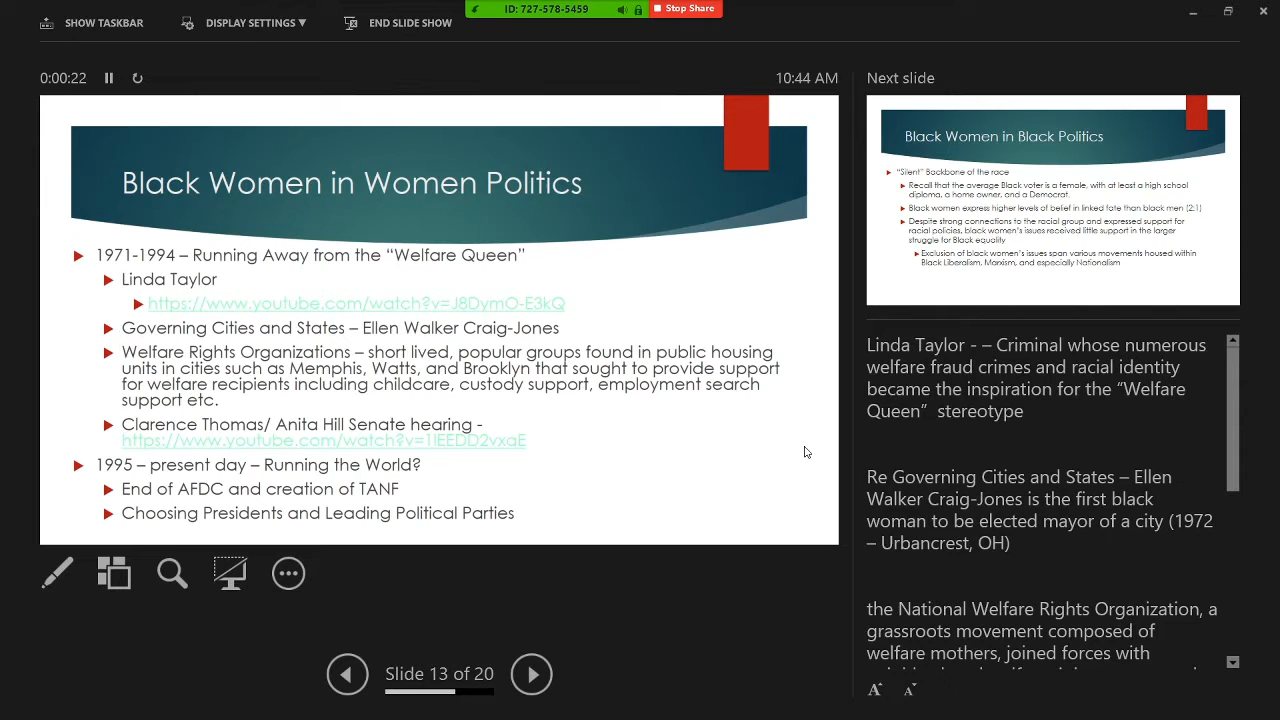 SHOW TASKBAR
DISPLAY SETTINGS ▼
END SLIDE SHOW
ID: 727-578-5459
Stop Share
0:00:22
10:44 AM
Black Women in Women Politics
1971-1994 – Running Away from the “Welfare Queen”
Linda Taylor
https://www.youtube.com/watch?v=J8DymO-E3kQ
Governing Cities and States – Ellen Walker Craig-Jones
Welfare Rights Organizations – short lived, popular groups found in public housing
units in cities such as Memphis, Watts, and Brooklyn that sought to provide support
for welfare recipients including childcare, custody support, employment search
support etc.
Clarence Thomas/ Anita Hill Senate hearing -
https://www.youtube.com/watch?v=1IEEDD2vxqE
1995 – present day – Running the World?
End of AFDC and creation of TANF
Choosing Presidents and Leading Political Parties
Slide 13 of 20
Next slide
Black Women in Black Politics
“Silent” Backbone of the race
Recall that the average Black voter is a female, with at least a high school
diploma, a home owner, and a Democrat.
Black women express higher levels of belief in linked fate than black men (2:1)
Despite strong connections to the racial group and expressed support for
racial policies, black women’s issues received little support in the larger
struggle for Black equality
Exclusion of black women’s issues span various movements housed within
Black Liberalism, Marxism, and especially Nationalism
Linda Taylor - – Criminal whose numerous
welfare fraud crimes and racial identity
became the inspiration for the “Welfare
Queen” stereotype
Re Governing Cities and States – Ellen
Walker Craig-Jones is the first black
woman to be elected mayor of a city (1972
– Urbancrest, OH)
the National Welfare Rights Organization, a
grassroots movement composed of
welfare mothers, joined forces with
A A